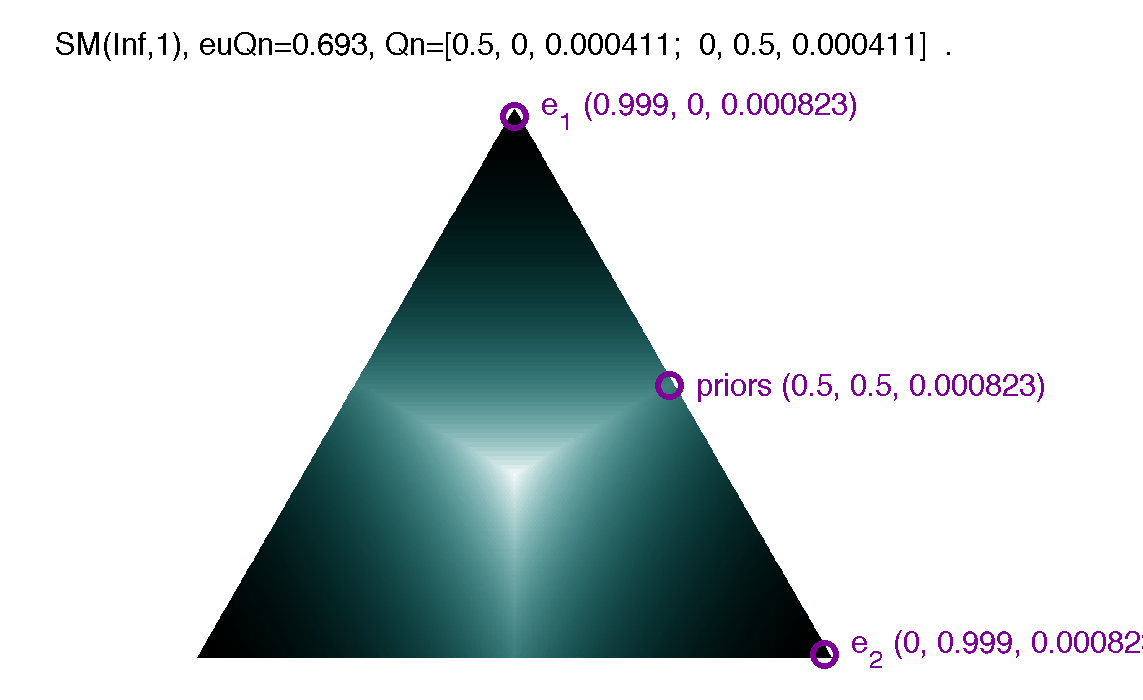 SM(Inf,1), euQn=0.693, Qn=[0.5, 0, 0.000411;  0, 0.5, 0.000411]  .
e1 (0.999, 0, 0.000823)
priors (0.5, 0.5, 0.000823)
e2 (0, 0.999, 0.00082